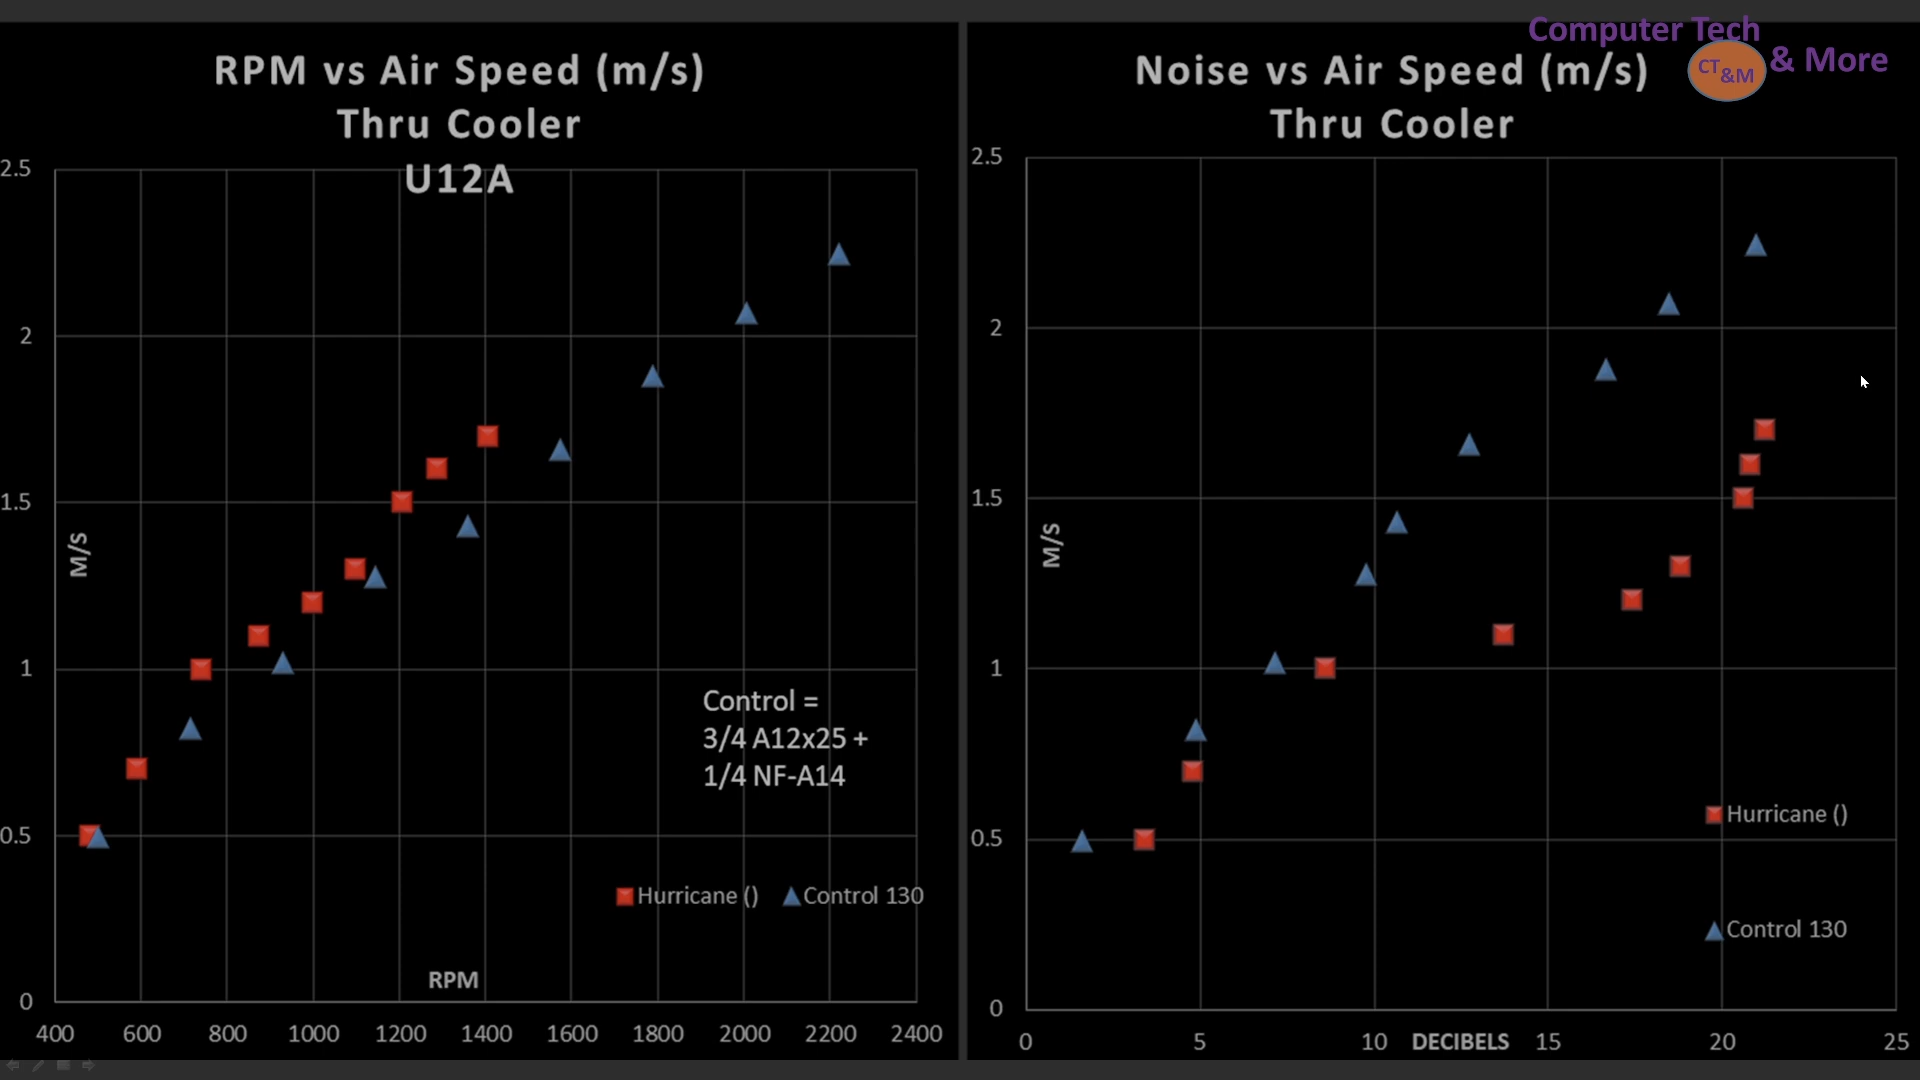 Computer Tech
& More
CT
&M
RPM vs Air Speed (m/s)
Thru Cooler
U12A
2.5
2
1.5
1
0.5
0
M/S
Control =
3/4 A12x25 +
1/4 NF-A14
Hurricane () Control 130
RPM
400 600 800 1000 1200 1400 1600 1800 2000 2200 2400
Noise vs Air Speed (m/s)
Thru Cooler
2.5
2
1.5
1
0.5
0
M/S
Hurricane ()
Control 130
0 5 10 DECIBELS 15 20 25